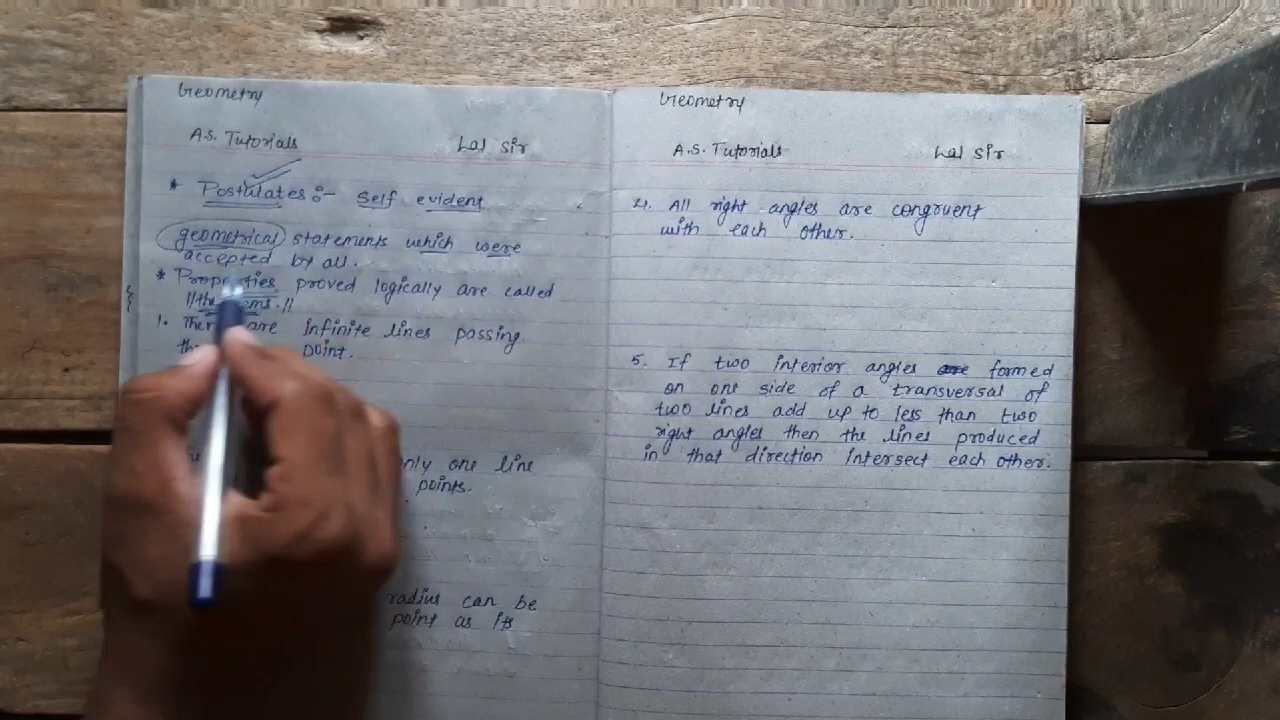 Geometry
A.S. Tutorials Lal Sir
* Postulates :- Self evident
geometrical statements which were
accepted by all.
* Properties proved logically are called
"theorems."
1. There are infinite lines passing
point.
only one line
points.
radius can be
point as its
Geometry
A.S. Tutorials Lal Sir
4. All right angles are congruent
with each other.
5. If two interior angles formed
on one side of a transversal of
two lines add up to less than two
right angles then the lines produced
in that direction intersect each other.